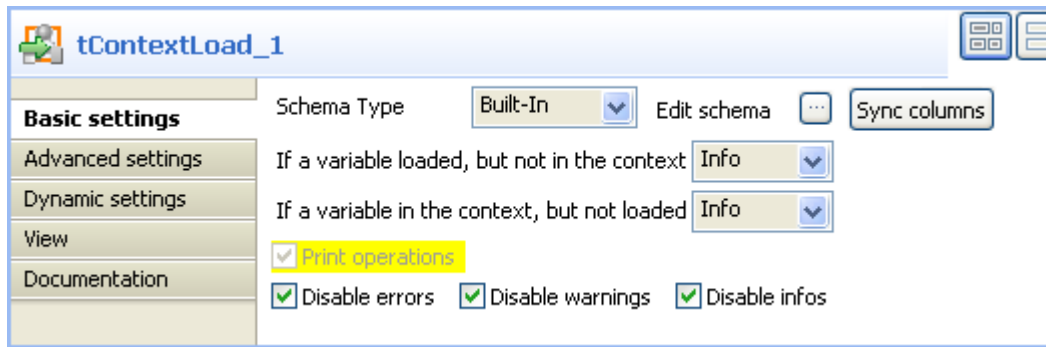 tContextLoad_1
Basic settings
Advanced settings
Dynamic settings
View
Documentation
Schema Type Built-In Edit schema ... Sync columns
If a variable loaded, but not in the context Info
If a variable in the context, but not loaded Info
Print operations
Disable errors Disable warnings Disable infos